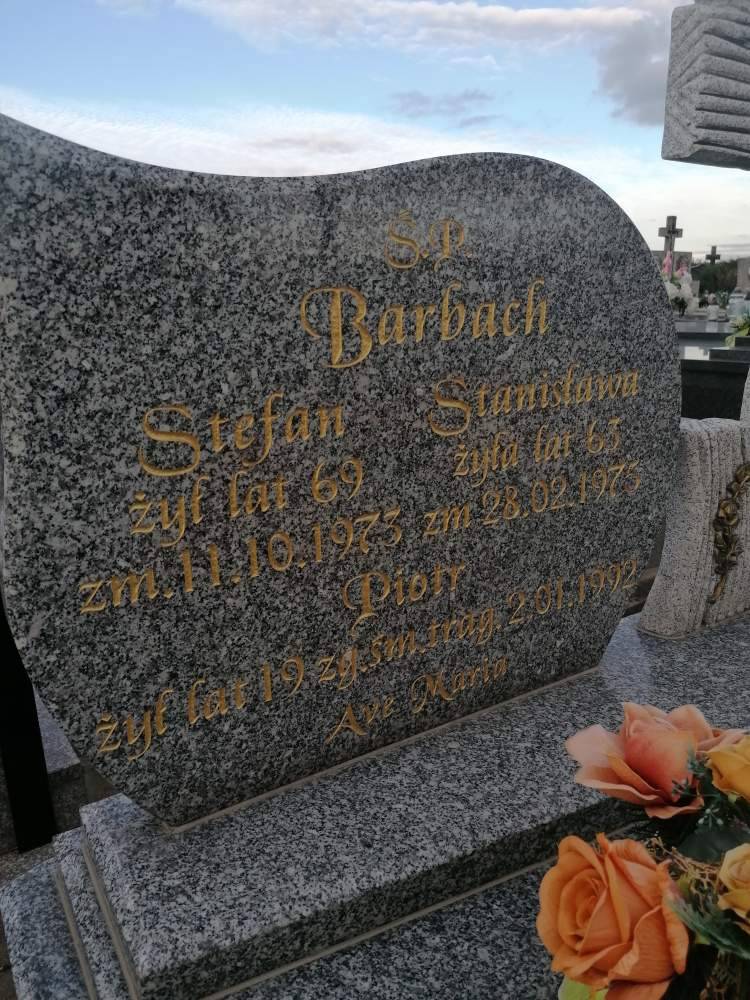 Ś.P.
Barbach
Stefan Stanisława
żył lat 69 żyła lat 63
zm.11.10.1973 zm 28.02.1975
Piotr
żył lat 19 zg.śm.trag. 2.01.1992
Ave Maria